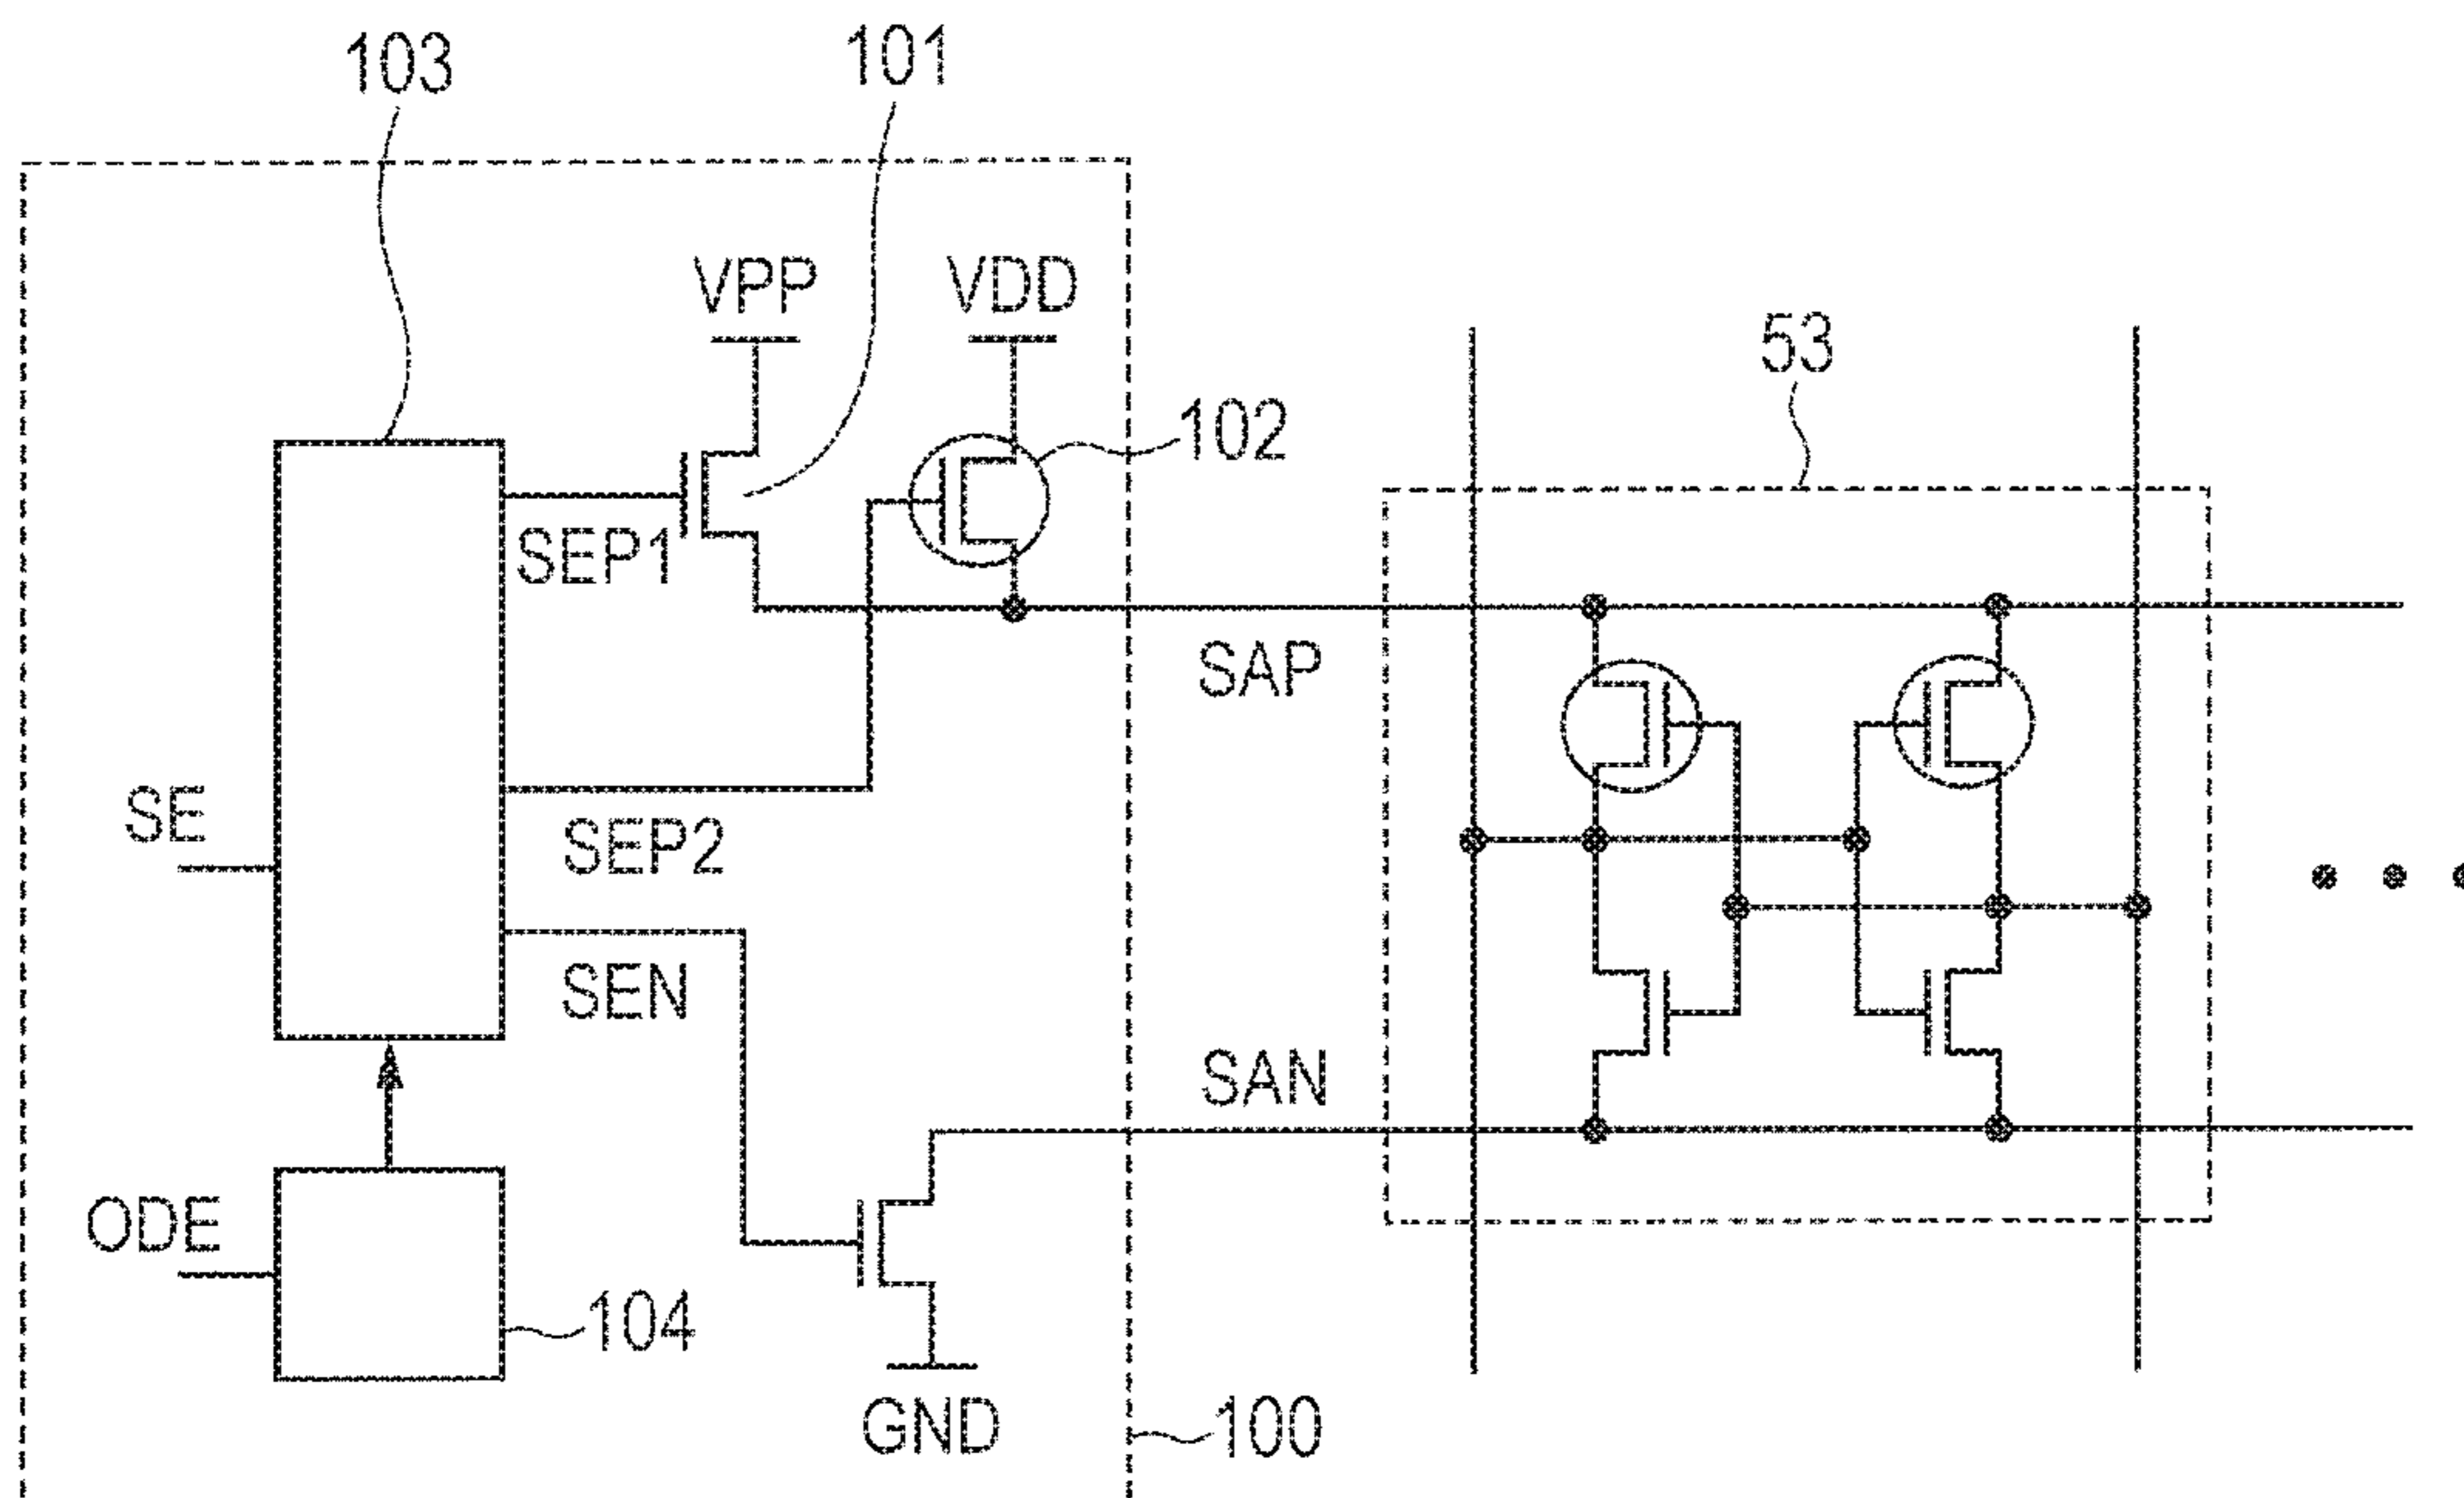 103
101
VPP
VDD
53
102
SEP1
SAP
SE
SEP2
SEN
SAN
ODE
104
GND
100